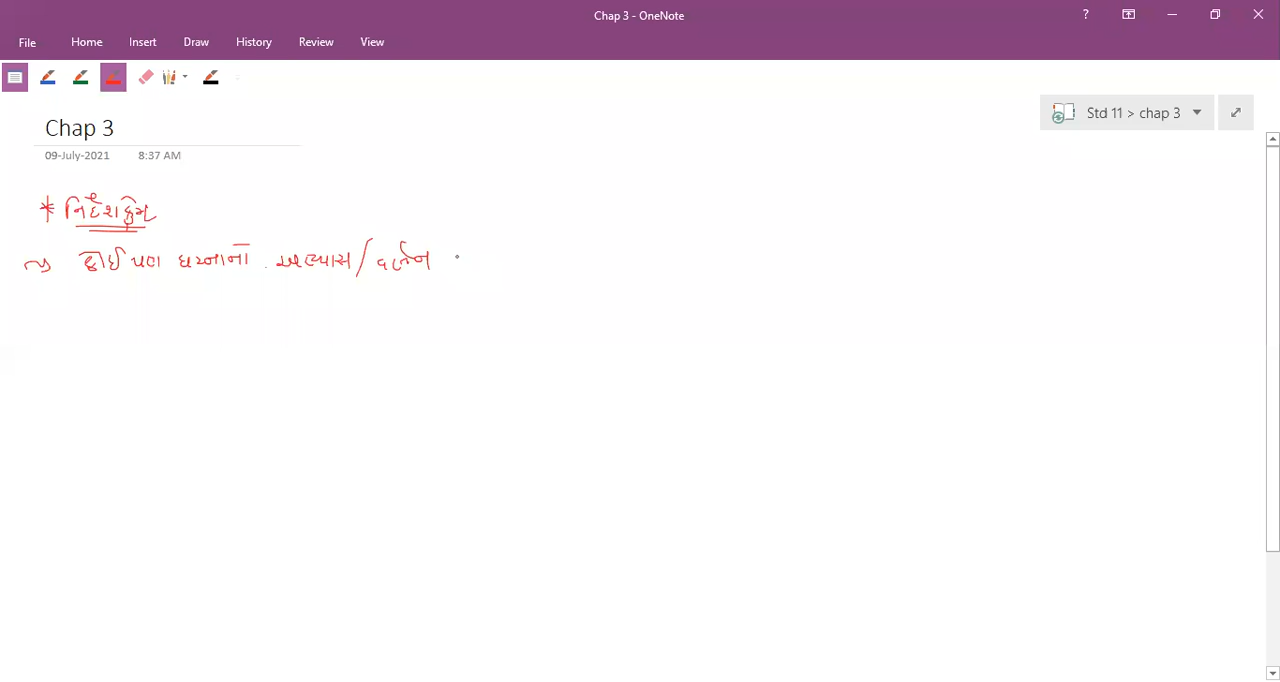 Chap 3 - OneNote
?
File Home Insert Draw History Review View
Std 11 > chap 3
Chap 3
09-July-2021 8:37 AM
* નિર્દેશફ્રેમ
કોઈ પણ ઘટનાનો અભ્યાસ / વર્ણન